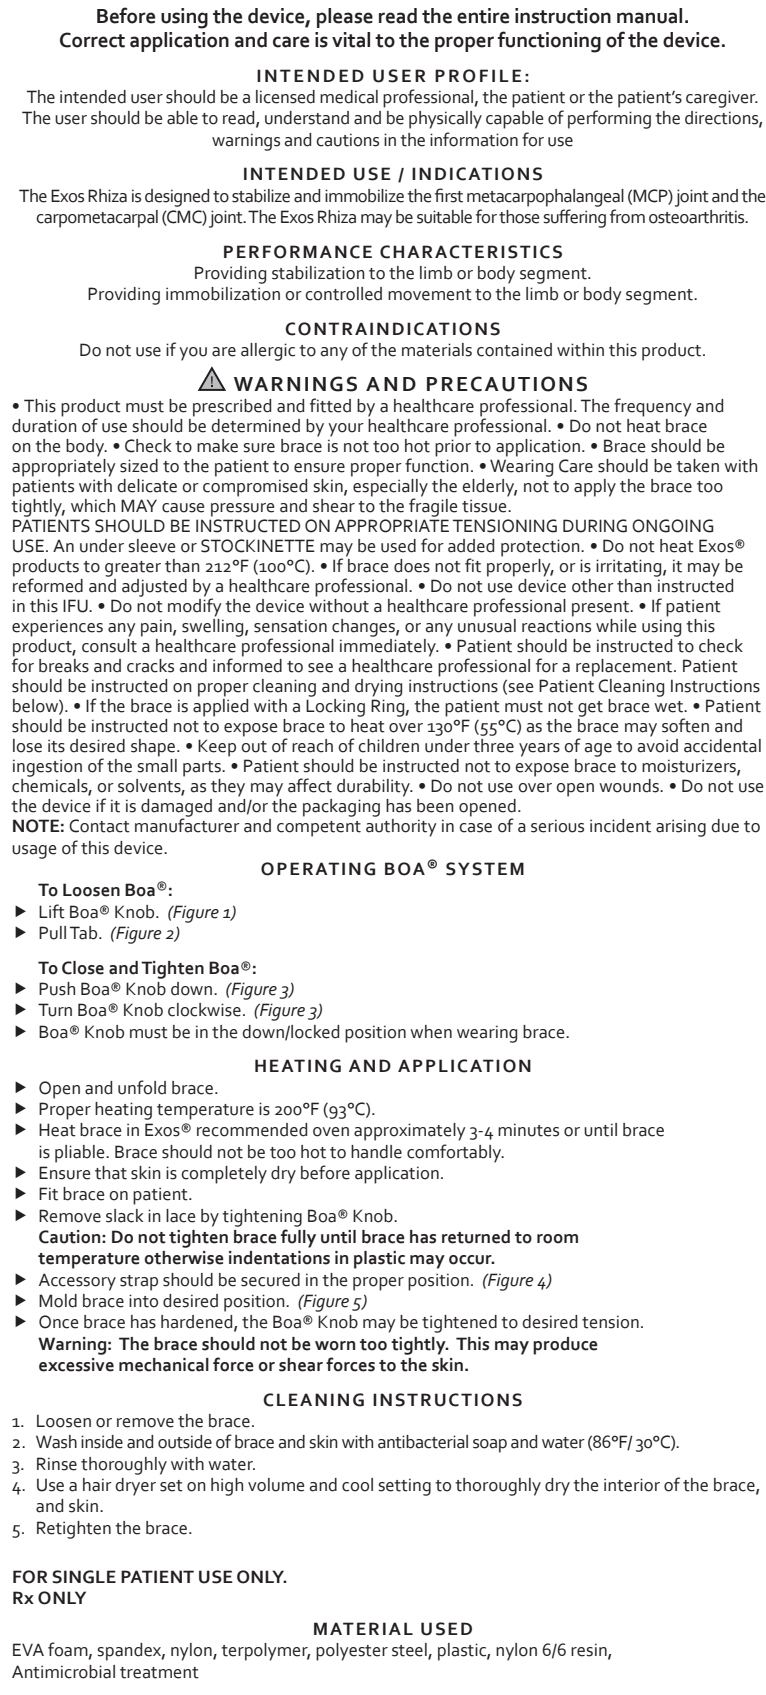 Before using the device, please read the entire instruction manual.
Correct application and care is vital to the proper functioning of the device.
INTENDED USER PROFILE:
The intended user should be a licensed medical professional, the patient or the patient's caregiver.
The user should be able to read, understand and be physically capable of performing the directions,
warnings and cautions in the information for use
INTENDED USE / INDICATIONS
The Exos Rhiza is designed to stabilize and immobilize the first metacarpophalangeal (MCP) joint and the
carpometacarpal (CMC) joint. The Exos Rhiza may be suitable for those suffering from osteoarthritis.
PERFORMANCE CHARACTERISTICS
Providing stabilization to the limb or body segment.
Providing immobilization or controlled movement to the limb or body segment.
CONTRAINDICATIONS
Do not use if you are allergic to any of the materials contained within this product.
⚠ WARNINGS AND PRECAUTIONS
• This product must be prescribed and fitted by a healthcare professional. The frequency and
duration of use should be determined by your healthcare professional. • Do not heat brace
on the body. • Check to make sure brace is not too hot prior to application. • Brace should be
appropriately sized to the patient to ensure proper function. • Wearing Care should be taken with
patients with delicate or compromised skin, especially the elderly, not to apply the brace too
tightly, which MAY cause pressure and shear to the fragile tissue.
PATIENTS SHOULD BE INSTRUCTED ON APPROPRIATE TENSIONING DURING ONGOING
USE. An under sleeve or STOCKINETTE may be used for added protection. • Do not heat Exos®
products to greater than 212°F (100°C). • If brace does not fit properly, or is irritating, it may be
reformed and adjusted by a healthcare professional. • Do not use device other than instructed
in this IFU. • Do not modify the device without a healthcare professional present. • If patient
experiences any pain, swelling, sensation changes, or any unusual reactions while using this
product, consult a healthcare professional immediately. • Patient should be instructed to check
for breaks and cracks and informed to see a healthcare professional for a replacement. Patient
should be instructed on proper cleaning and drying instructions (see Patient Cleaning Instructions
below). • If the brace is applied with a Locking Ring, the patient must not get brace wet. • Patient
should be instructed not to expose brace to heat over 130°F (55°C) as the brace may soften and
lose its desired shape. • Keep out of reach of children under three years of age to avoid accidental
ingestion of the small parts. • Patient should be instructed not to expose brace to moisturizers,
chemicals, or solvents, as they may affect durability. • Do not use over open wounds. • Do not use
the device if it is damaged and/or the packaging has been opened.
NOTE: Contact manufacturer and competent authority in case of a serious incident arising due to
usage of this device.
OPERATING BOA® SYSTEM
To Loosen Boa®:
▶ Lift Boa® Knob. (Figure 1)
▶ Pull Tab. (Figure 2)
To Close and Tighten Boa®:
▶ Push Boa® Knob down. (Figure 3)
▶ Turn Boa® Knob clockwise. (Figure 3)
▶ Boa® Knob must be in the down/locked position when wearing brace.
HEATING AND APPLICATION
▶ Open and unfold brace.
▶ Proper heating temperature is 200°F (93°C).
▶ Heat brace in Exos® recommended oven approximately 3-4 minutes or until brace
is pliable. Brace should not be too hot to handle comfortably.
▶ Ensure that skin is completely dry before application.
▶ Fit brace on patient.
▶ Remove slack in lace by tightening Boa® Knob.
Caution: Do not tighten brace fully until brace has returned to room
temperature otherwise indentations in plastic may occur.
▶ Accessory strap should be secured in the proper position. (Figure 4)
▶ Mold brace into desired position. (Figure 5)
▶ Once brace has hardened, the Boa® Knob may be tightened to desired tension.
Warning: The brace should not be worn too tightly. This may produce
excessive mechanical force or shear forces to the skin.
CLEANING INSTRUCTIONS
1. Loosen or remove the brace.
2. Wash inside and outside of brace and skin with antibacterial soap and water (86°F/ 30°C).
3. Rinse thoroughly with water.
4. Use a hair dryer set on high volume and cool setting to thoroughly dry the interior of the brace,
and skin.
5. Retighten the brace.
FOR SINGLE PATIENT USE ONLY.
Rx ONLY
MATERIAL USED
EVA foam, spandex, nylon, terpolymer, polyester steel, plastic, nylon 6/6 resin,
Antimicrobial treatment